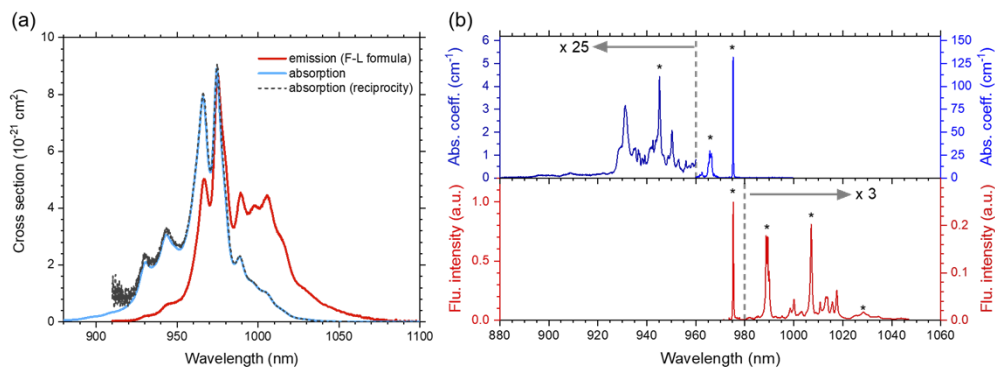 (a)
10
8
6
4
2
0
Cross section (10⁻²¹ cm²)
emission (F-L formula)
absorption
absorption (reciprocity)
900 950 1000 1050 1100
Wavelength (nm)
(b)
x 25
6
5
4
3
2
1
0
Abs. coeff. (cm⁻¹)
150
125
100
75
50
25
0
Abs. coeff. (cm⁻¹)
* * *
x 3
1.0
0.5
0.0
Flu. intensity (a.u.)
0.2
0.1
0
Flu. intensity (a.u.)
* * * *
880 900 920 940 960 980 1000 1020 1040 1060
Wavelength (nm)